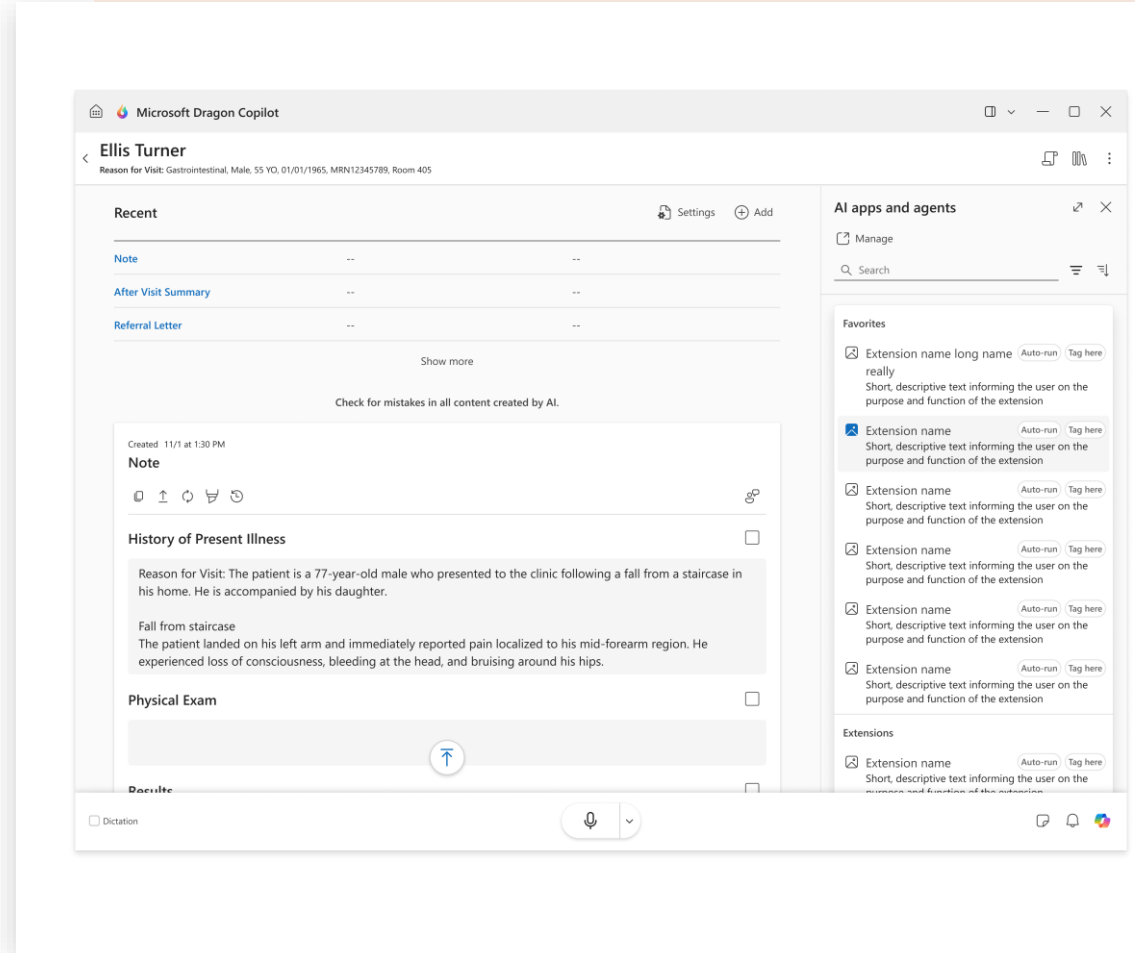 Microsoft Dragon Copilot
Ellis Turner
Reason for Visit: Gastrointestinal, Male, 55 YO, 01/01/1965, MRN12345789, Room 405
Recent
Settings
Add
Note -- --
After Visit Summary -- --
Referral Letter -- --
Show more
Check for mistakes in all content created by AI.
Created 11/1 at 1:30 PM
Note
History of Present Illness
Reason for Visit: The patient is a 77-year-old male who presented to the clinic following a fall from a staircase in
his home. He is accompanied by his daughter.
Fall from staircase
The patient landed on his left arm and immediately reported pain localized to his mid-forearm region. He
experienced loss of consciousness, bleeding at the head, and bruising around his hips.
Physical Exam
Results
AI apps and agents
Manage
Search
Favorites
Extension name long name Auto-run Tag here
really
Short, descriptive text informing the user on the
purpose and function of the extension
Extension name Auto-run Tag here
Short, descriptive text informing the user on the
purpose and function of the extension
Extension name Auto-run Tag here
Short, descriptive text informing the user on the
purpose and function of the extension
Extension name Auto-run Tag here
Short, descriptive text informing the user on the
purpose and function of the extension
Extension name Auto-run Tag here
Short, descriptive text informing the user on the
purpose and function of the extension
Extension name Auto-run Tag here
Short, descriptive text informing the user on the
purpose and function of the extension
Extensions
Extension name Auto-run Tag here
Short, descriptive text informing the user on the
purpose and function of the extension
Dictation